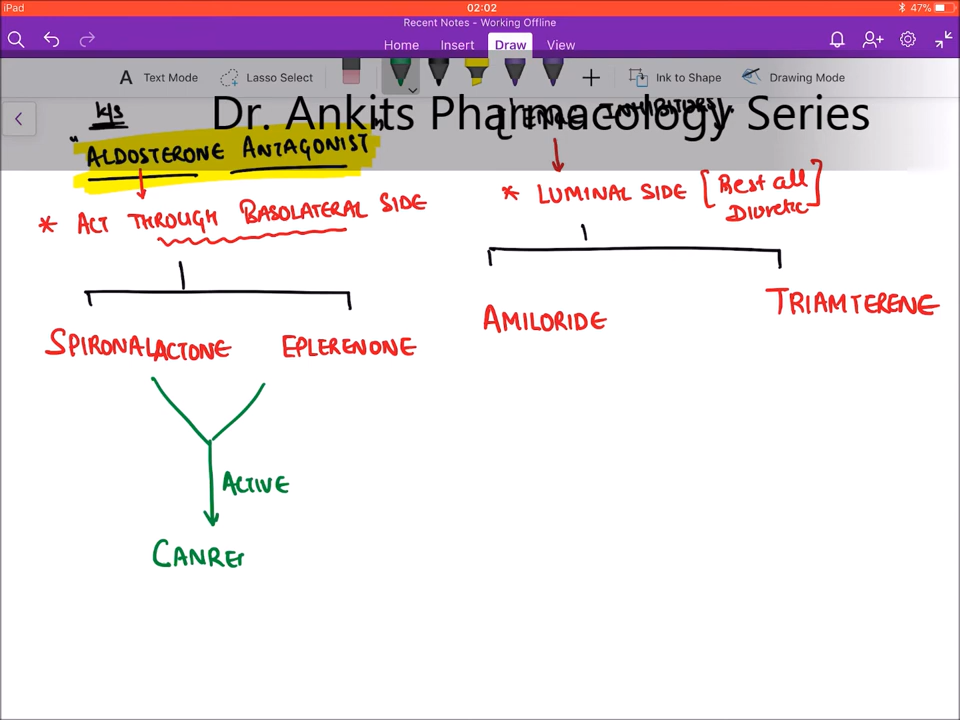 iPad
02:02
47%
Recent Notes - Working Offline
Home
Insert
Draw
View
Text Mode
Lasso Select
Ink to Shape
Drawing Mode
Dr. Ankits Pharmacology Series
K|s
"ALDOSTERONE ANTAGONIST"
[ENaC INHIBITORS]
* ACT THROUGH BASOLATERAL SIDE
* LUMINAL SIDE [Rest all
Diuretic]
SPIRONALACTONE
EPLERENONE
AMILORIDE
TRIAMTERENE
ACTIVE
CANRE